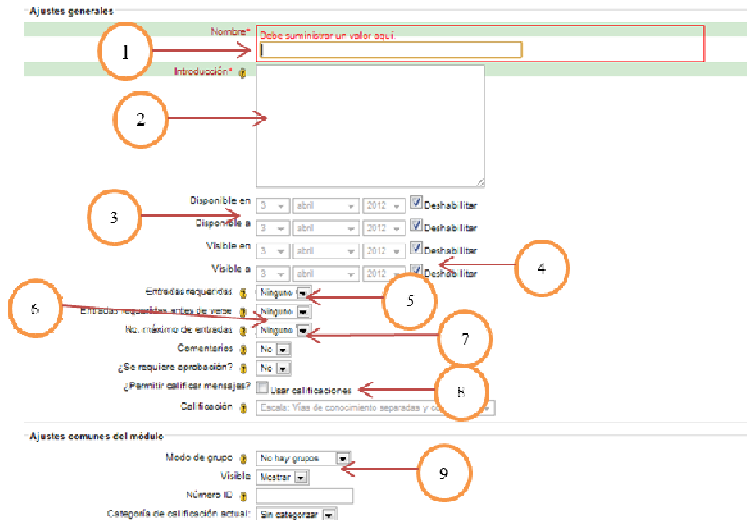 Ajustes generales
Nombre* Debe suministrar un valor aquí.
1
Introducción*
2
Disponible en 3 abril 2012 Deshabilitar
3
Disponible a 3 abril 2012 Deshabilitar
Visible en 3 abril 2012 Deshabilitar
Visible a 3 abril 2012 Deshabilitar
4
Entradas requeridas Ninguno
5
6
Entradas requeridas antes de verse Ninguno
No. máximo de entradas Ninguno
7
Comentarios No
¿Se requiere aprobación? No
¿Permitir calificar mensajes? Usar calificaciones
8
Calificación Escala: Vías de conocimiento separadas y
Ajustes comunes del módulo
Modo de grupo No hay grupos
9
Visible Mostrar
Número ID
Categoría de calificación actual: Sin categorizar